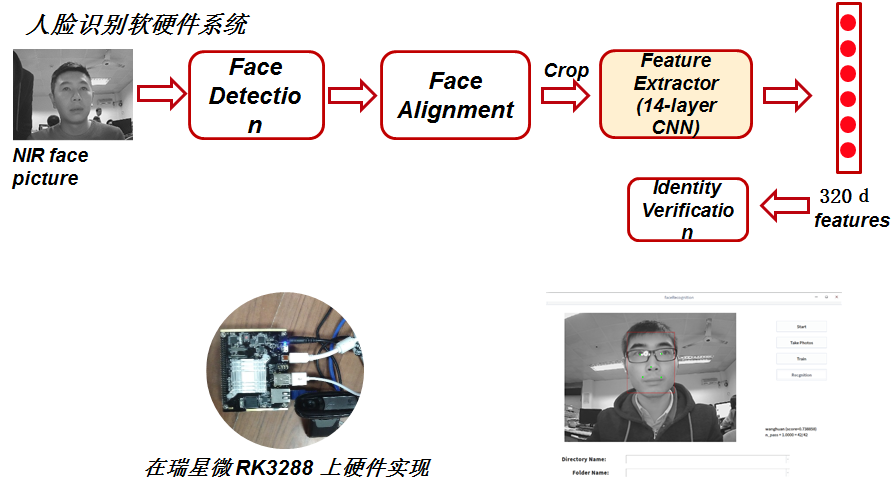 人脸识别软硬件系统
NIR face
picture
Face
Detectio
n
Face
Alignment
Crop
Feature
Extractor
(14-layer
CNN)
320 d
features
Identity
Verificatio
n
在瑞星微 RK3288 上硬件实现
faceRecognition
Start
Take Photos
Train
Recognition
Directory Name:
Folder Name: